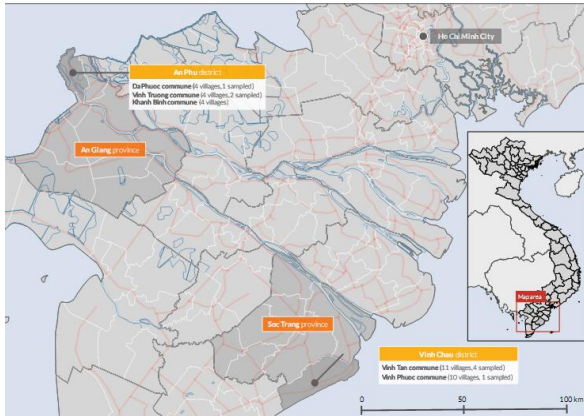 Ho Chi Minh City
An Phu district
Da Phuoc commune (4 villages, 1 sampled)
Vinh Truong commune (4 villages, 2 sampled)
Khanh Binh commune (4 villages)
An Giang province
Map area
Soc Trang province
Vinh Chau district
Vinh Tan commune (11 villages, 4 sampled)
Vinh Phuoc commune (10 villages, 1 sampled)
0 50 100 km